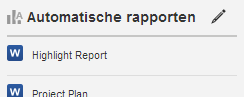 Automatische rapporten
W Highlight Report
W Project Plan